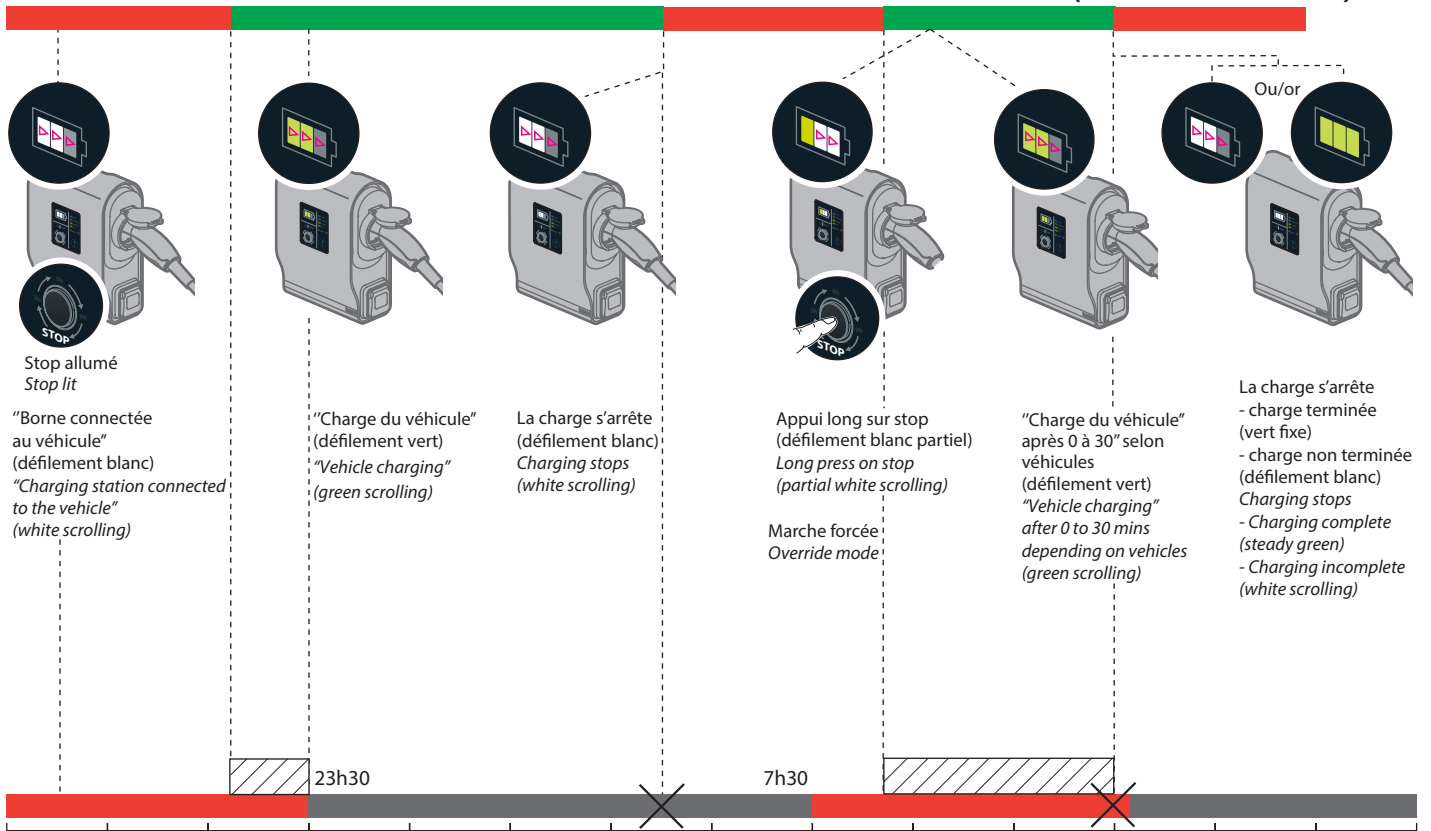 Ou/or
STOP
STOP
Stop allumé
Stop lit
‘’Borne connectée
au véhicule”
(défilement blanc)
“Charging station connected
to the vehicle”
(white scrolling)
‘’Charge du véhicule”
(défilement vert)
“Vehicle charging”
(green scrolling)
La charge s’arrête
(défilement blanc)
Charging stops
(white scrolling)
Appui long sur stop
(défilement blanc partiel)
Long press on stop
(partial white scrolling)
Marche forcée
Override mode
‘’Charge du véhicule”
après 0 à 30” selon
véhicules
(défilement vert)
“Vehicle charging”
after 0 to 30 mins
depending on vehicles
(green scrolling)
La charge s’arrête
- charge terminée
(vert fixe)
- charge non terminée
(défilement blanc)
Charging stops
- Charging complete
(steady green)
- Charging incomplete
(white scrolling)
23h30
7h30